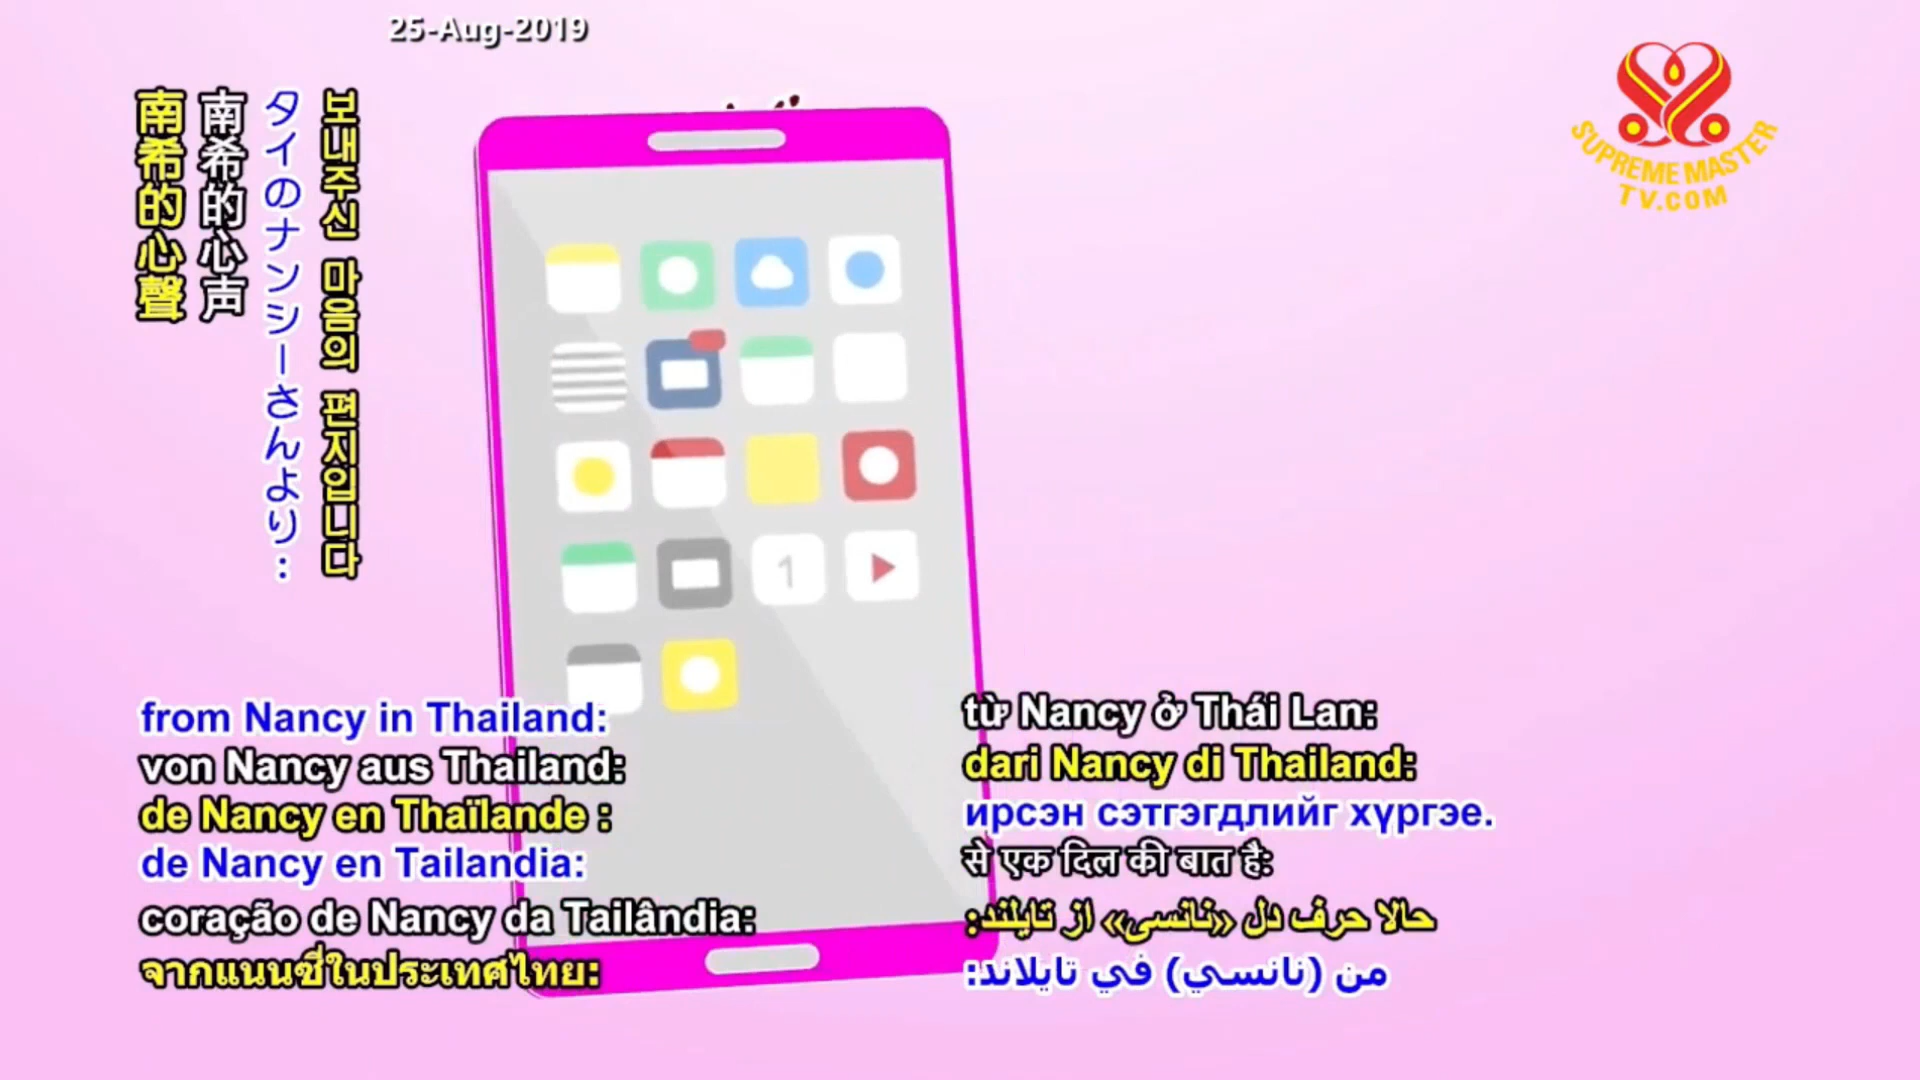 25-Aug-2019
SUPREME MASTER
TV.COM
보내주신 마음의 편지입니다
タイのナンシーさんより：
南希的心声
南希的心聲
from Nancy in Thailand:
von Nancy aus Thailand:
de Nancy en Thaïlande :
de Nancy en Tailandia:
coração de Nancy da Tailândia:
จากแนนซี่ในประเทศไทย:
từ Nancy ở Thái Lan:
dari Nancy di Thailand:
ирсэн сэтгэгдлийг хүргэе.
से एक दिल की बात है:
حالا حرف دل «نانسی» از تایلند:
من (نانسي) في تايلاند:
1